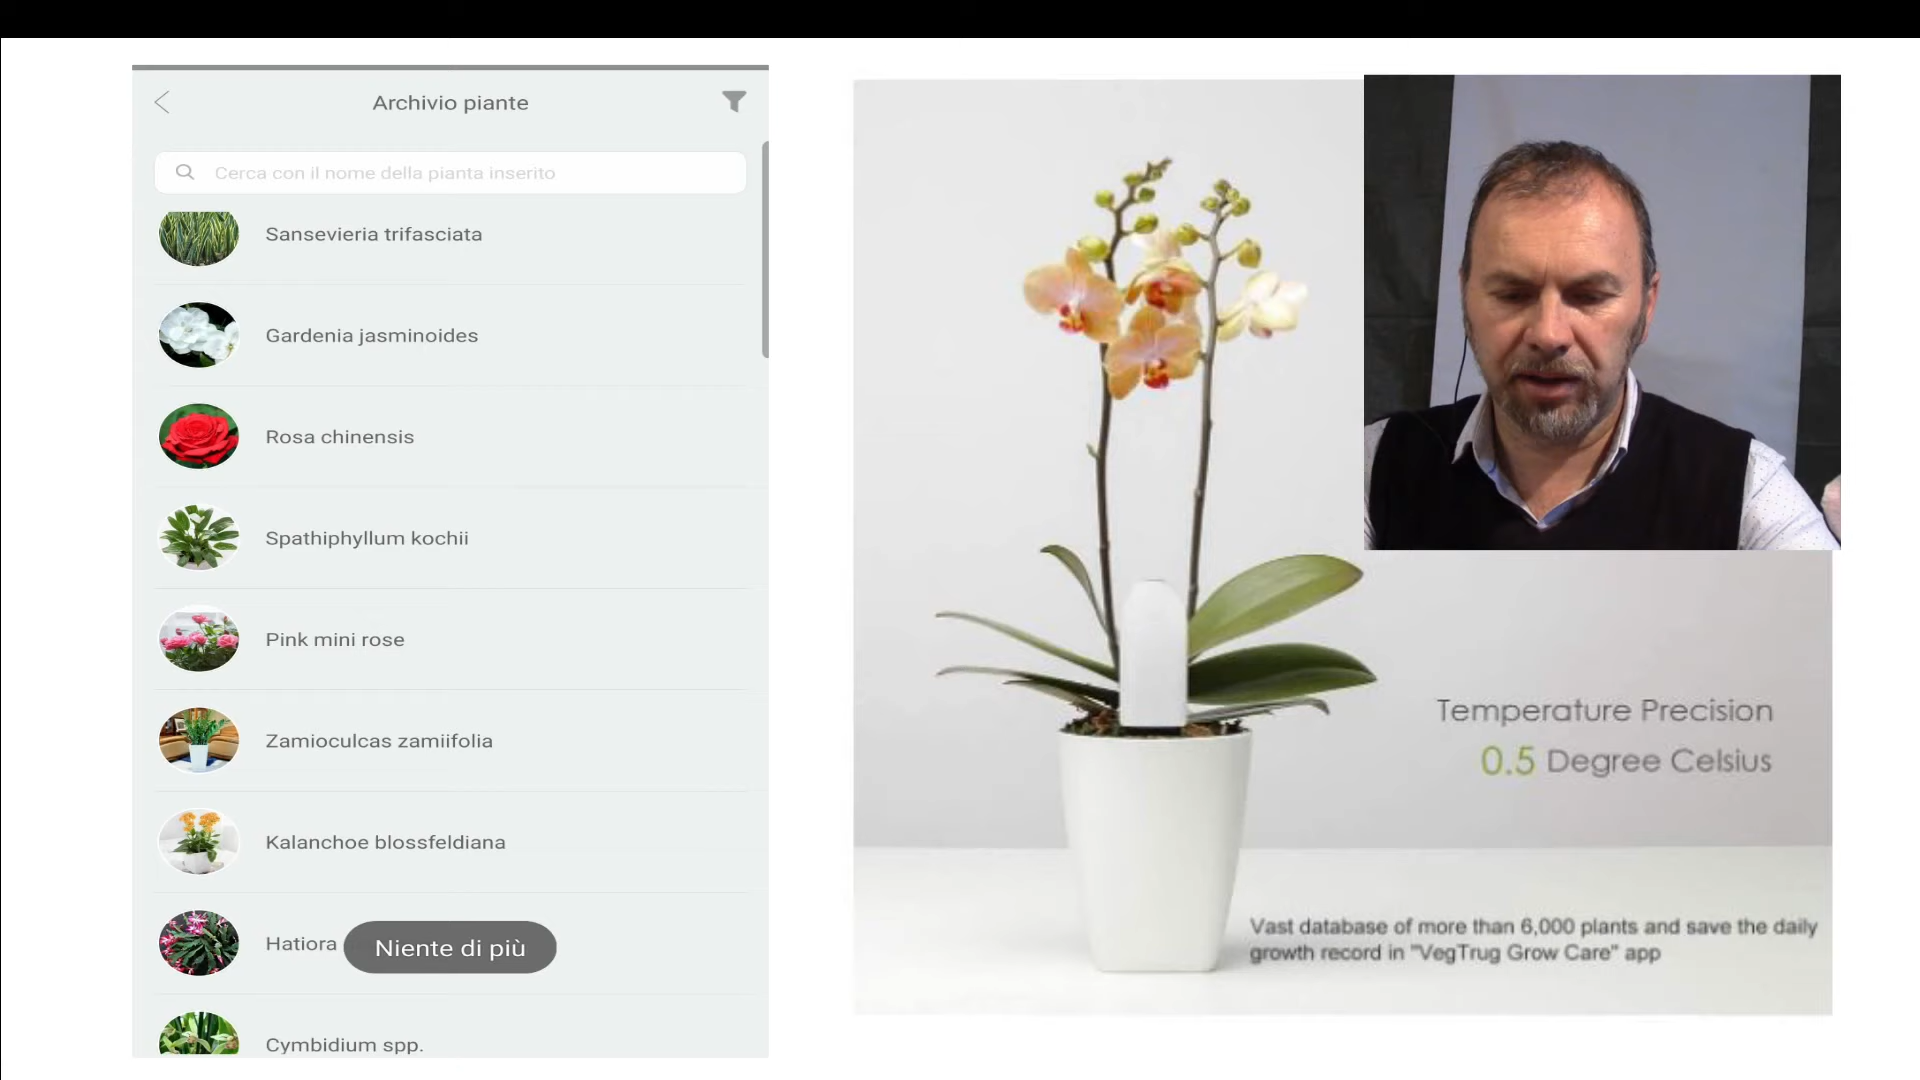 Archivio piante
Cerca con il nome della pianta inserito
Sansevieria trifasciata
Gardenia jasminoides
Rosa chinensis
Spathiphyllum kochii
Pink mini rose
Zamioculcas zamiifolia
Kalanchoe blossfeldiana
Hatiora
Niente di più
Cymbidium spp.
Temperature Precision
0.5 Degree Celsius
Vast database of more than 6,000 plants and save the daily
growth record in "VegTrug Grow Care" app